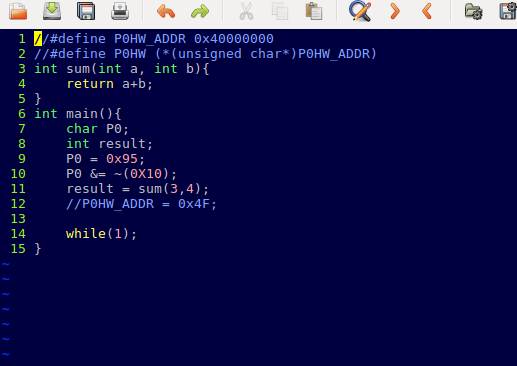 1 //#define P0HW_ADDR 0x40000000
2 //#define P0HW (*(unsigned char*)P0HW_ADDR)
3 int sum(int a, int b){
4     return a+b;
5 }
6 int main(){
7     char P0;
8     int result;
9     P0 = 0x95;
10     P0 &= ~(0X10);
11     result = sum(3,4);
12     //P0HW_ADDR = 0x4F;
13
14     while(1);
15 }
~
~
~
~
~
~
~